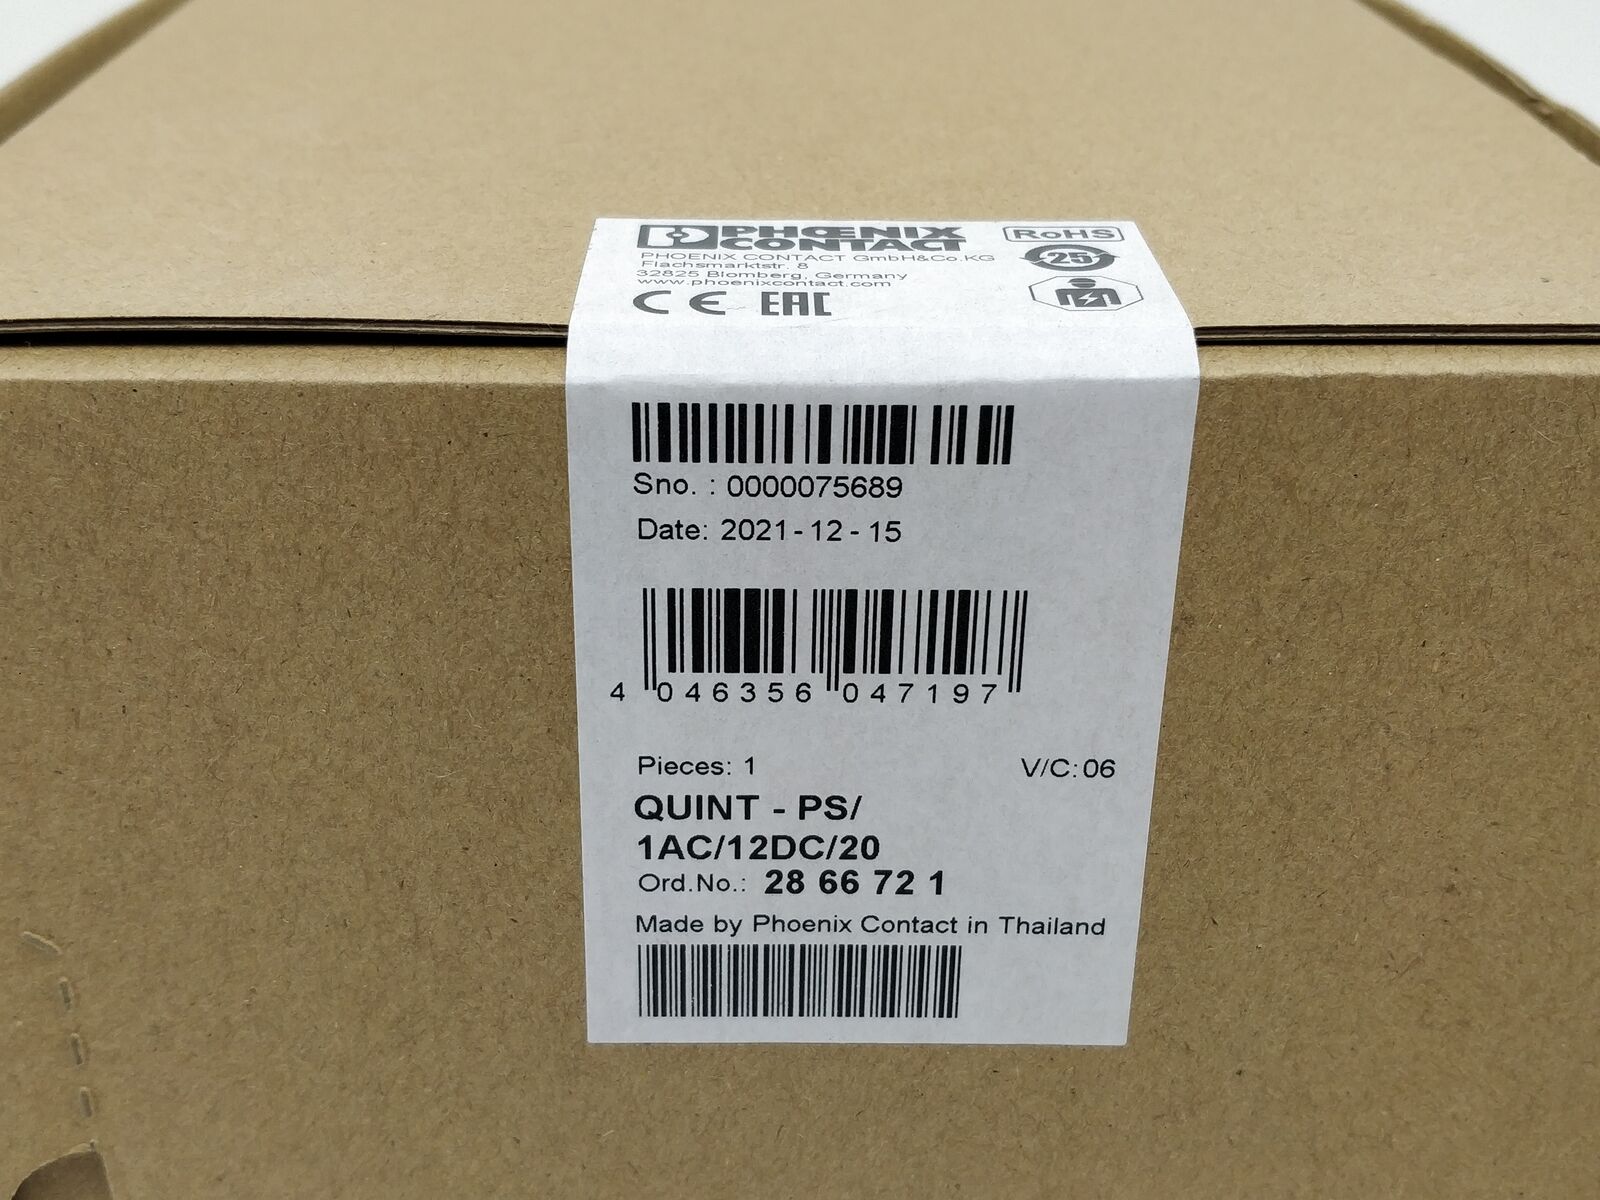 PHOENIX
CONTACT
RoHS
PHOENIX CONTACT GmbH&Co.KG
Flachsmarktstr. 8
32825 Blomberg, Germany
www.phoenixcontact.com
25
CE EAC
Sno. : 0000075689
Date: 2021-12-15
4 046356 047197
Pieces: 1 V/C:06
QUINT - PS/
1AC/12DC/20
Ord.No.: 28 66 72 1
Made by Phoenix Contact in Thailand